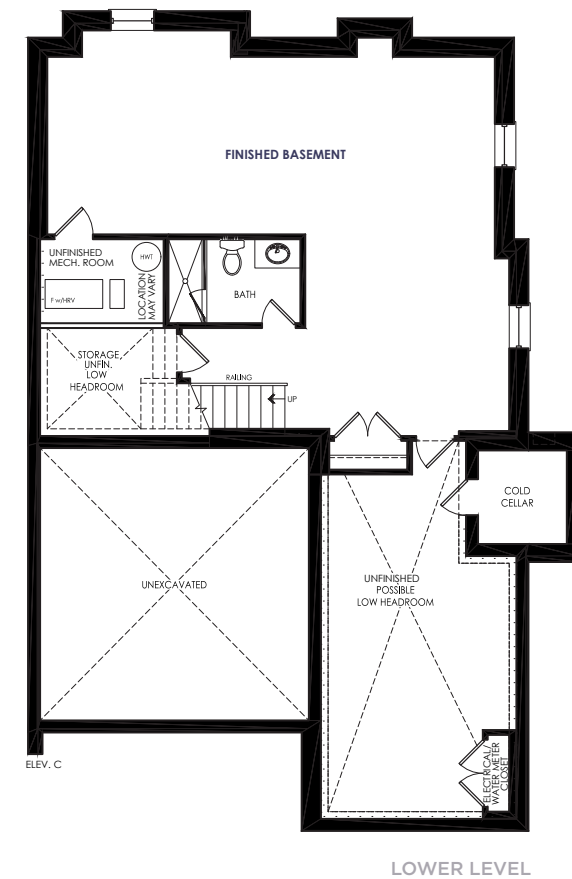 FINISHED BASEMENT
UNFINISHED
MECH. ROOM
HWT
F w/HRV
LOCATION
MAY VARY
BATH
STORAGE,
UNFIN.
LOW
HEADROOM
RAILING
UP
COLD
CELLAR
UNEXCAVATED
UNFINISHED
POSSIBLE
LOW HEADROOM
ELECTRICAL/
WATER METER
CLOSET
ELEV. C
LOWER LEVEL